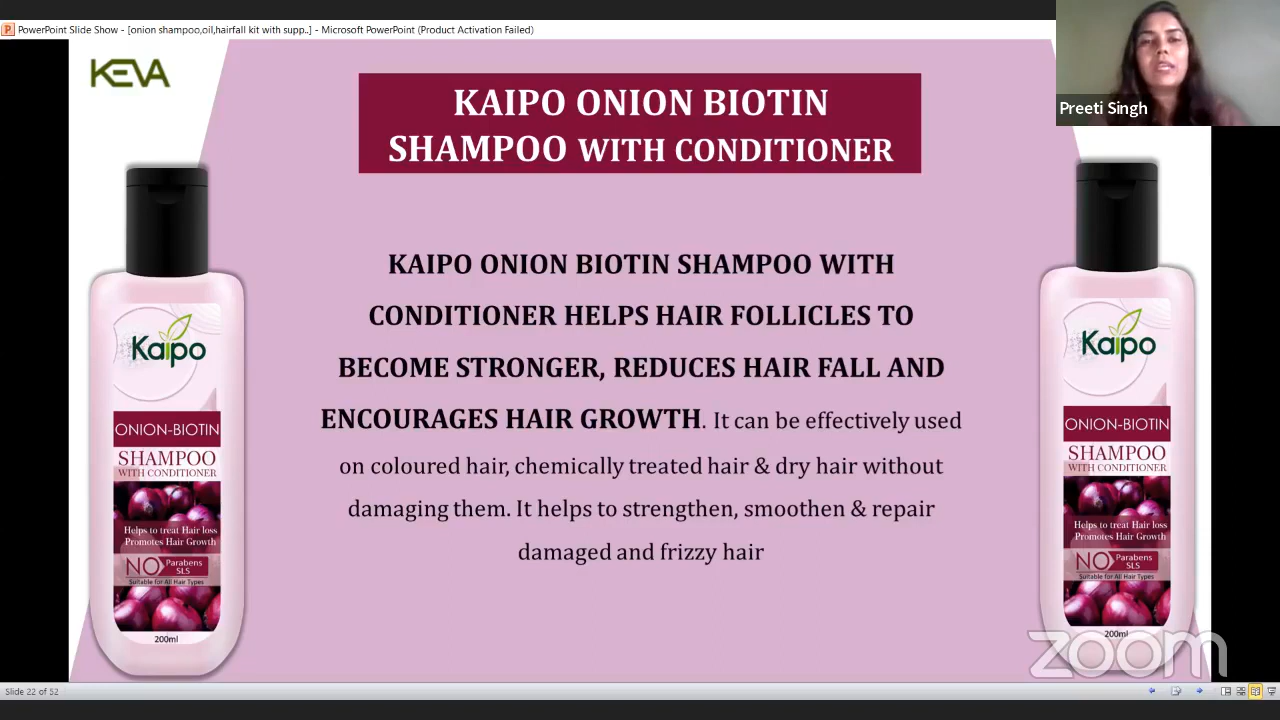 PowerPoint Slide Show - [onion shampoo,oil,hairfall kit with supp..] - Microsoft PowerPoint (Product Activation Failed)
KEVA
Preeti Singh
KAIPO ONION BIOTIN
SHAMPOO WITH CONDITIONER
KAIPO ONION BIOTIN SHAMPOO WITH
CONDITIONER HELPS HAIR FOLLICLES TO
BECOME STRONGER, REDUCES HAIR FALL AND
ENCOURAGES HAIR GROWTH. It can be effectively used
on coloured hair, chemically treated hair & dry hair without
damaging them. It helps to strengthen, smoothen & repair
damaged and frizzy hair
Kaipo
ONION-BIOTIN
SHAMPOO
WITH CONDITIONER
Helps to treat Hair loss
Promotes Hair Growth
NO Parabens
SLS
Suitable for All Hair Types
200ml
Kaipo
ONION-BIOTIN
SHAMPOO
WITH CONDITIONER
Helps to treat Hair loss
Promotes Hair Growth
NO Parabens
SLS
Suitable for All Hair Types
200ml
zoom
Slide 22 of 52